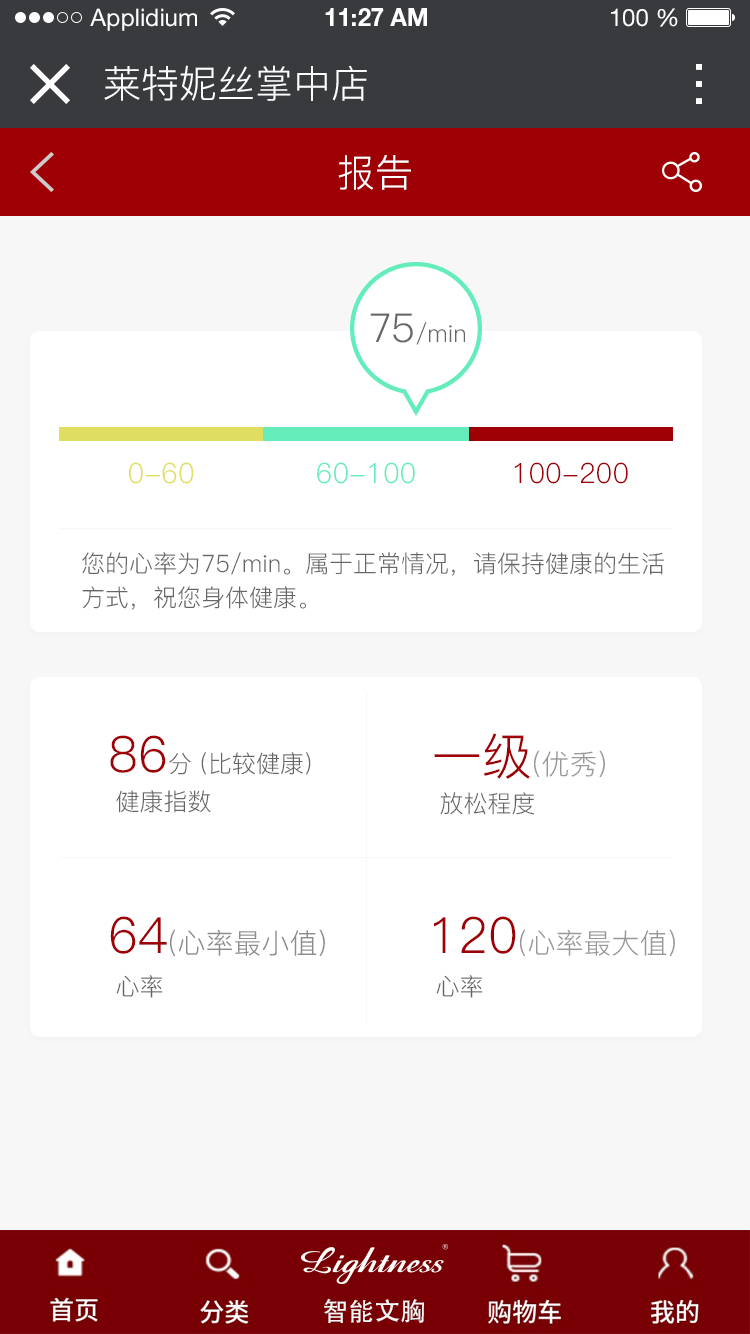 Applidium 11:27 AM 100 %
莱特妮丝掌中店
报告
75/min
0-60 60-100 100-200
您的心率为75/min。属于正常情况，请保持健康的生活
方式，祝您身体健康。
86分 (比较健康) 一级(优秀)
健康指数 放松程度
64(心率最小值) 120(心率最大值)
心率 心率
Lightness®
首页 分类 智能文胸 购物车 我的